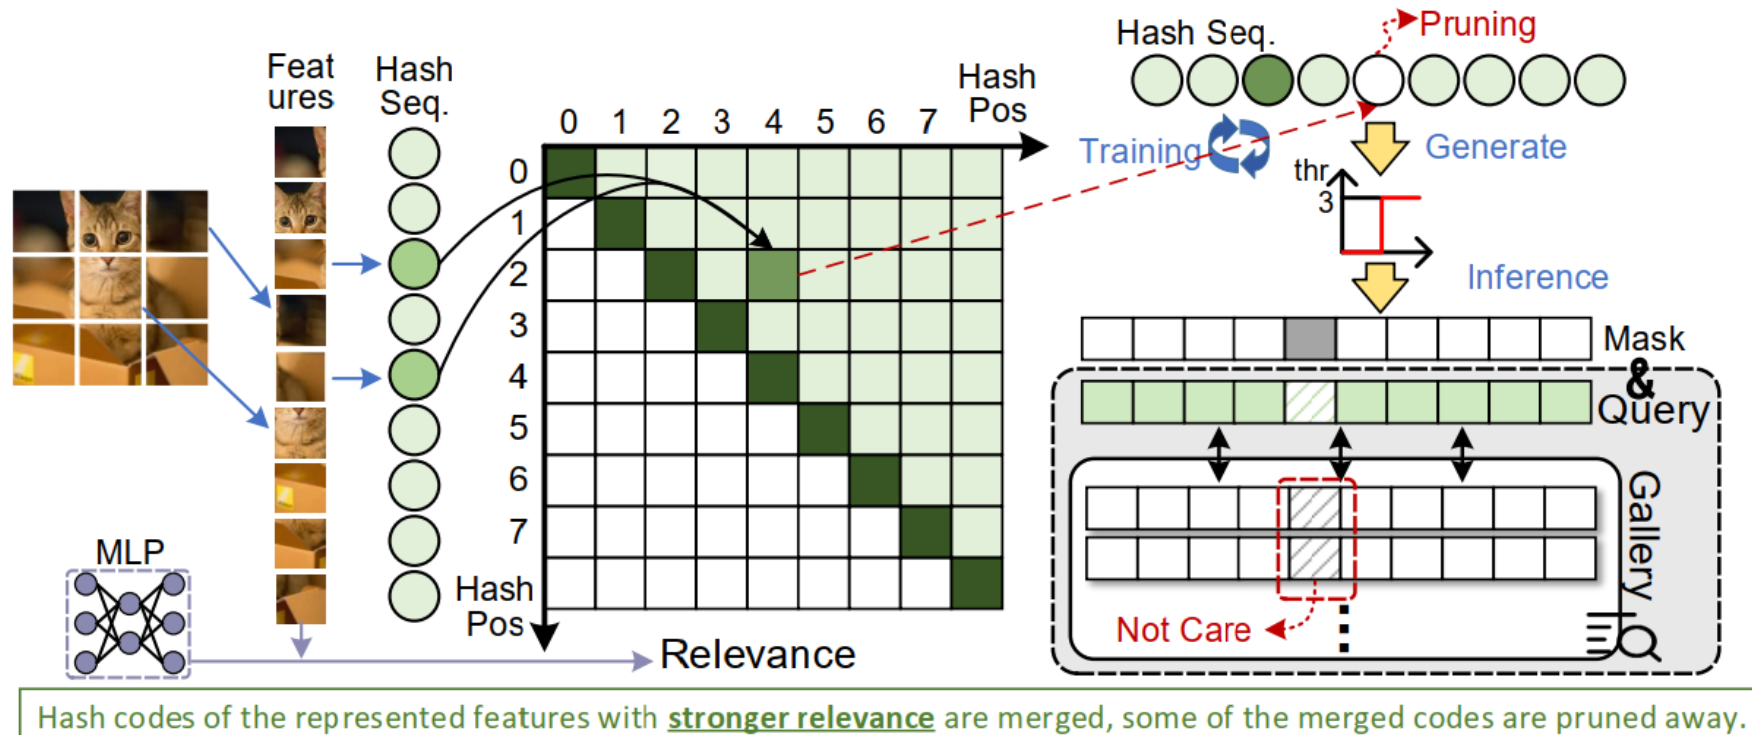 Feat
ures
Hash
Seq.
Hash
Pos
0 1 2 3 4 5 6 7
0
1
2
3
4
5
6
7
Hash
Pos
MLP
Relevance
Hash Seq.
Pruning
Training
Generate
thr
3
Inference
Mask
&
Query
Gallery
Not Care
Hash codes of the represented features with stronger relevance are merged, some of the merged codes are pruned away.